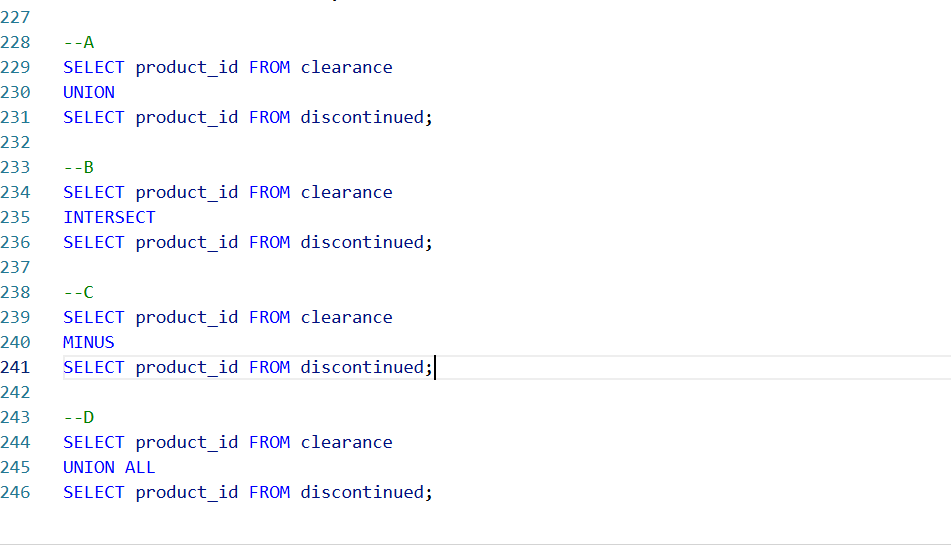 227
228 --A
229 SELECT product_id FROM clearance
230 UNION
231 SELECT product_id FROM discontinued;
232
233 --B
234 SELECT product_id FROM clearance
235 INTERSECT
236 SELECT product_id FROM discontinued;
237
238 --C
239 SELECT product_id FROM clearance
240 MINUS
241 SELECT product_id FROM discontinued;
242
243 --D
244 SELECT product_id FROM clearance
245 UNION ALL
246 SELECT product_id FROM discontinued;